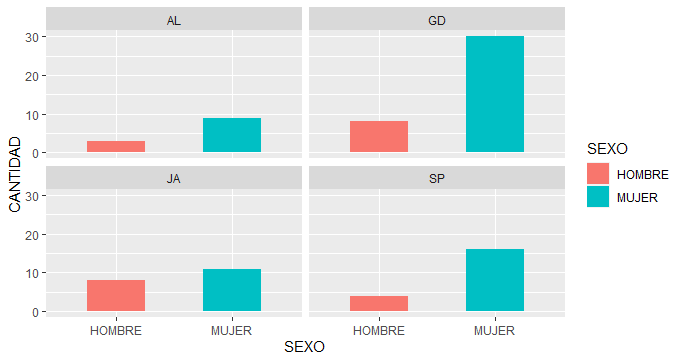 AL GD
30
20
10
0
JA SP
30
20
10
0
HOMBRE MUJER HOMBRE MUJER
SEXO
CANTIDAD
SEXO
HOMBRE
MUJER